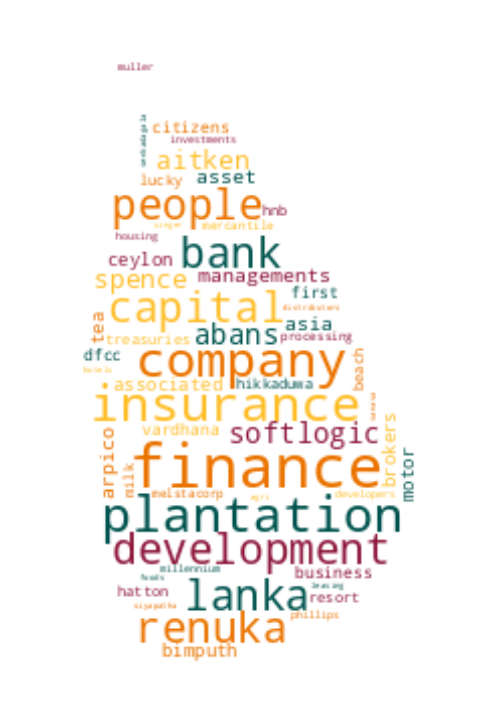 muller
citizens
investments
aitken
lucky asset
people hnb
singer mercantile
housing
bank
ceylon
spence managements
first
capital distributors
tea asia
treasuries abans processing
dfcc company
hotels beach
associated hikkaduwa
insurance sanasa
vardhana softlogic brokers
arpico finance motor
milk melstacorp agri developers
plantation
development
millennium
foods business
hatton lanka leasing
siyapatha resort
renuka phillips
bimputh